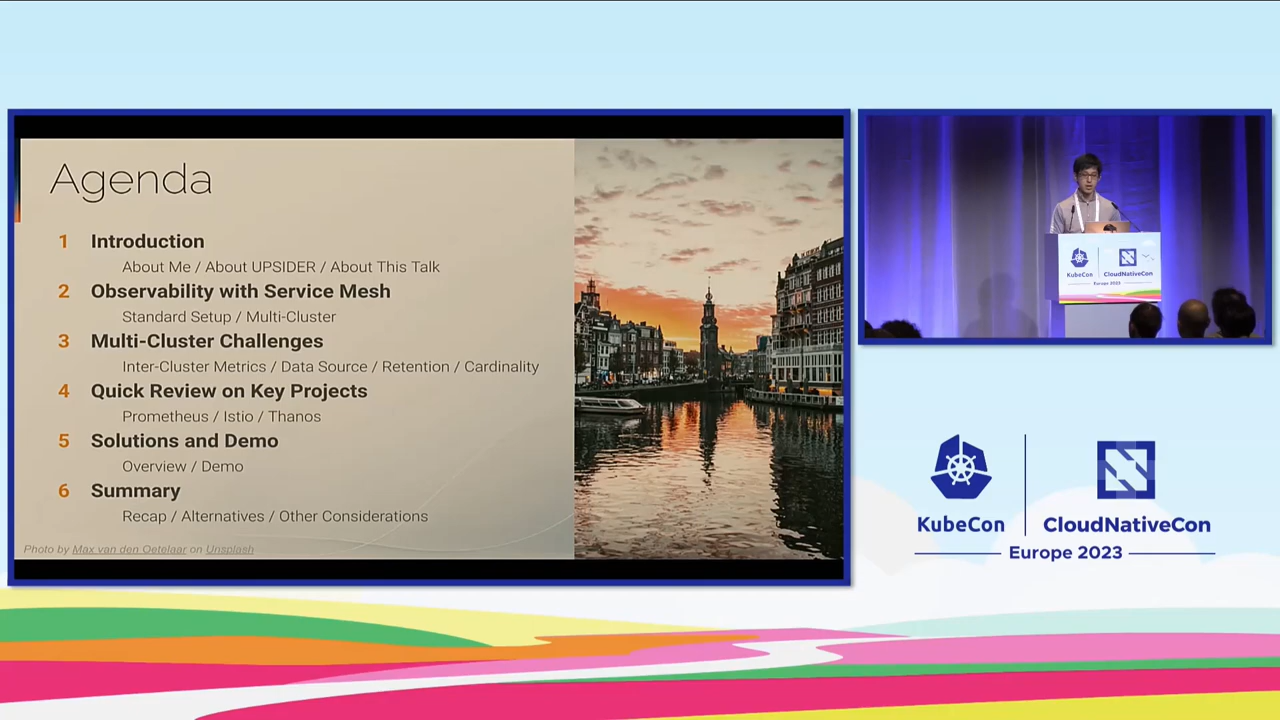 Agenda
1 Introduction
About Me / About UPSIDER / About This Talk
2 Observability with Service Mesh
Standard Setup / Multi-Cluster
3 Multi-Cluster Challenges
Inter-Cluster Metrics / Data Source / Retention / Cardinality
4 Quick Review on Key Projects
Prometheus / Istio / Thanos
5 Solutions and Demo
Overview / Demo
6 Summary
Recap / Alternatives / Other Considerations
Photo by Max van den Oetelaar on Unsplash
KubeCon CloudNativeCon
Europe 2023
KubeCon CloudNativeCon
Europe 2023